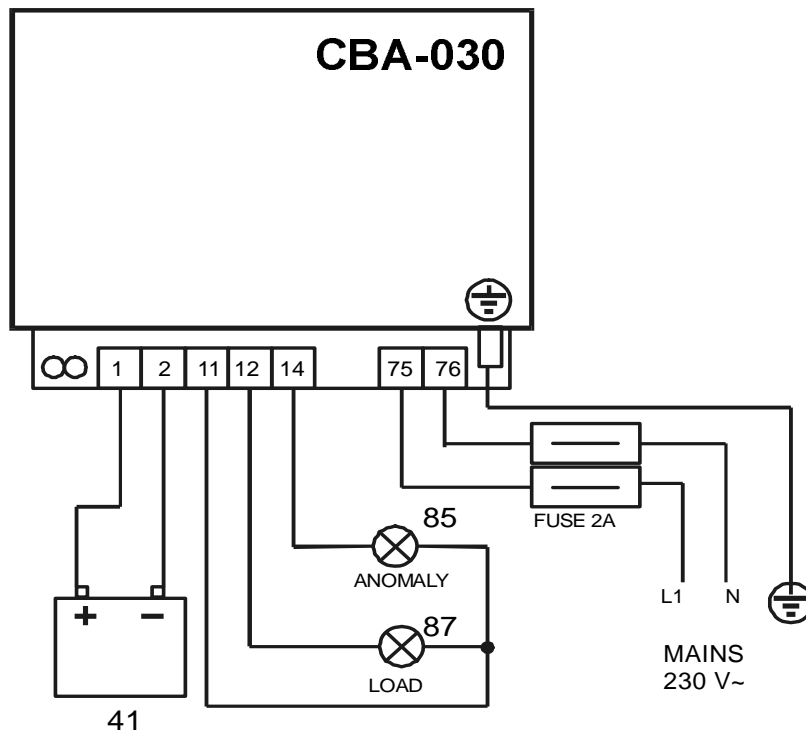 CBA-030
1 2 11 12 14 75 76
85
ANOMALY
87
LOAD
FUSE 2A
L1 N
MAINS
230 V~
+ −
41